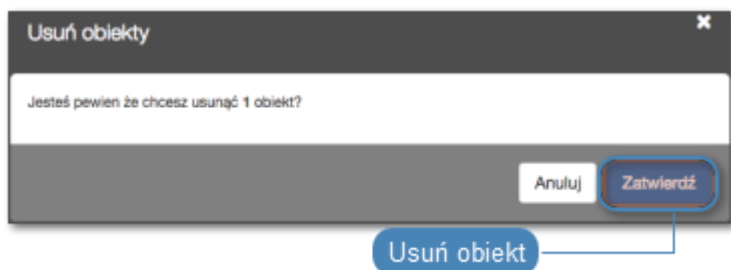 Usuń obiekty
Jesteś pewien że chcesz usunąć 1 obiekt?
Anuluj Zatwierdź
Usuń obiekt